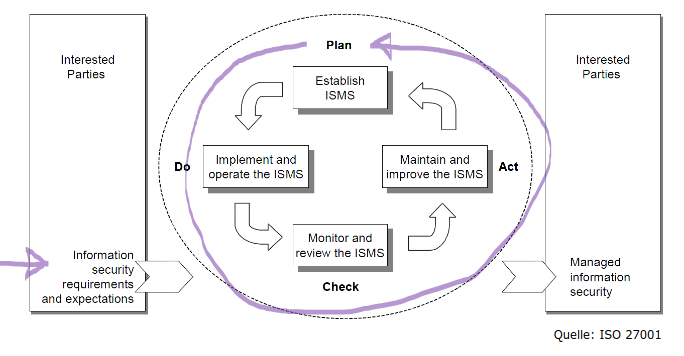 Interested
Parties
Information
security
requirements
and expectations
Plan
Establish
ISMS
Do
Implement and
operate the ISMS
Maintain and
improve the ISMS
Act
Monitor and
review the ISMS
Check
Interested
Parties
Managed
information
security
Quelle: ISO 27001